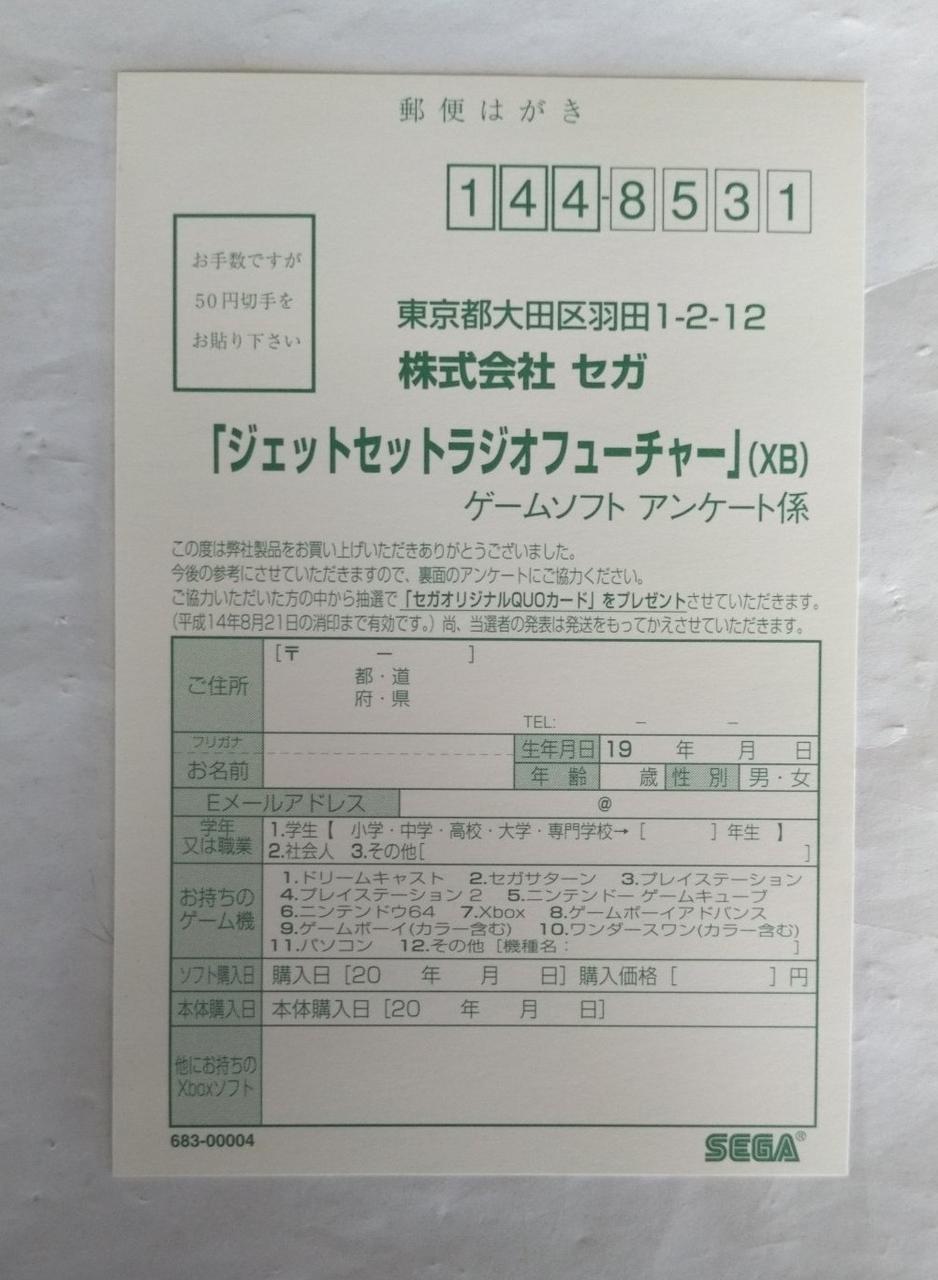 郵便はがき
144-8531
お手数ですが
50円切手を
お貼り下さい
東京都大田区羽田1-2-12
株式会社 セガ
「ジェットセットラジオフューチャー」(XB)
ゲームソフト アンケート係
この度は弊社製品をお買い上げいただきありがとうございました。
今後の参考にさせていただきますので、裏面のアンケートにご協力ください。
ご協力いただいた方の中から抽選で「セガオリジナルQUOカード」をプレゼントさせていただきます。
(平成14年8月21日の消印まで有効です。)尚、当選者の発表は発送をもってかえさせていただきます。
ご住所 [〒 ー ]
都・道
府・県
TEL: − −
フリガナ
お名前
生年月日 19 年 月 日
年 齢 歳 性 別 男・女
Eメールアドレス @
学年
又は職業
1.学生【 小学・中学・高校・大学・専門学校→[ ]年生 】
2.社会人 3.その他[ ]
お持ちの
ゲーム機
1.ドリームキャスト 2.セガサターン 3.プレイステーション
4.プレイステーション2 5.ニンテンドー ゲームキューブ
6.ニンテンドウ64 7.Xbox 8.ゲームボーイアドバンス
9.ゲームボーイ(カラー含む) 10.ワンダースワン(カラー含む)
11.パソコン 12.その他[機種名: ]
ソフト購入日 購入日[20 年 月 日]購入価格[ ]円
本体購入日 本体購入日[20 年 月 日]
他にお持ちの
Xboxソフト
683-00004
SEGA®